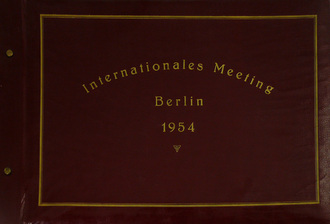 Internationales Meeting
Berlin
1954